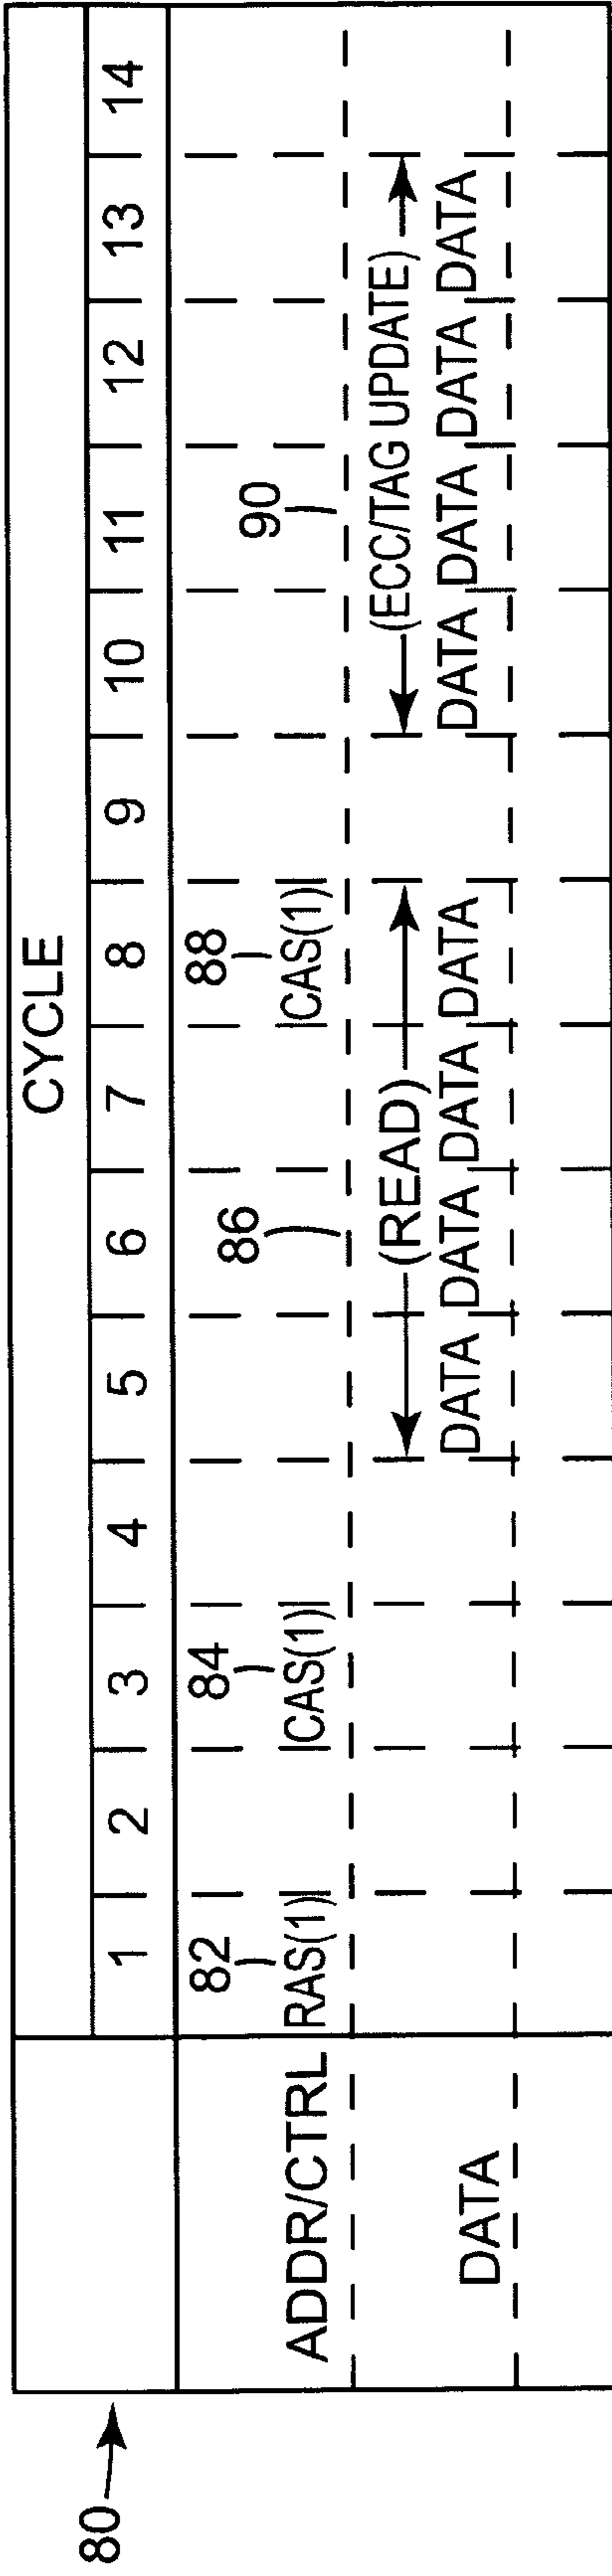 80
CYCLE
1 2 3 4 5 6 7 8 9 10 11 12 13 14
82 84 86 88 90
ADDR/CTRL RAS(1) CAS(1) CAS(1)
(READ) (ECC/TAG UPDATE)
DATA DATA DATA DATA DATA DATA DATA DATA DATA